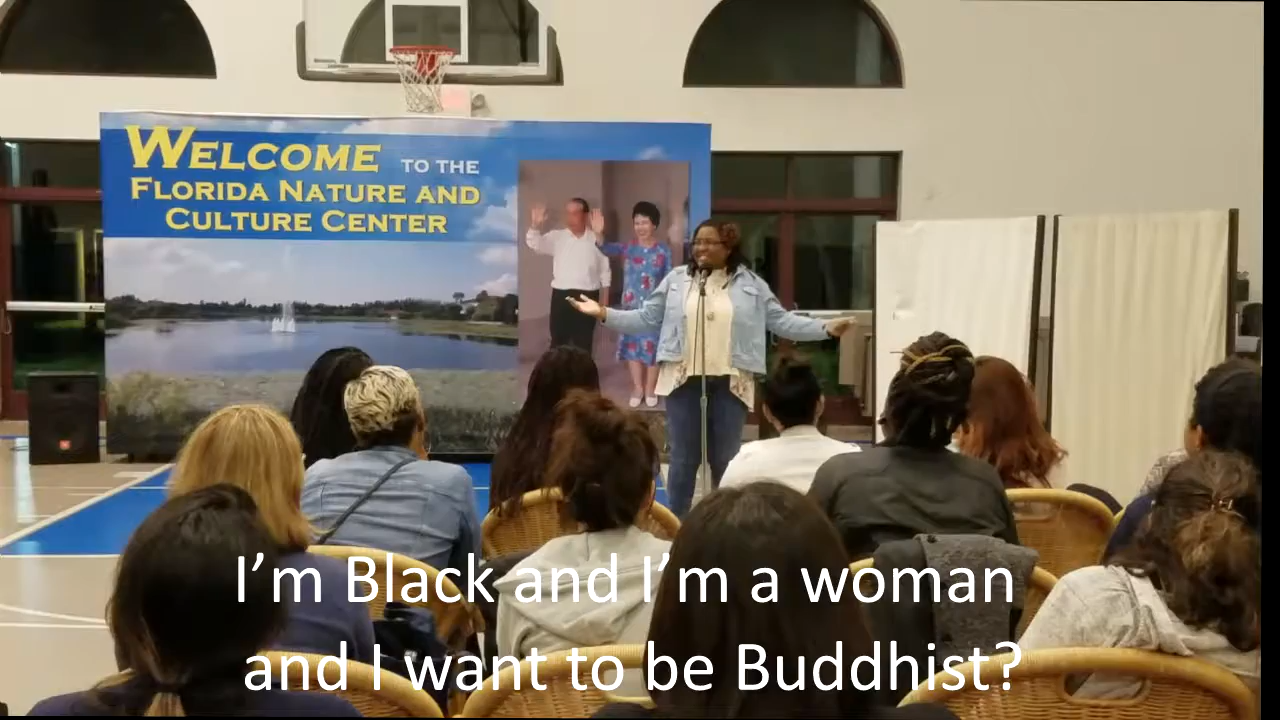 WELCOME TO THE
FLORIDA NATURE AND
CULTURE CENTER
I'm Black and I'm a woman
and I want to be Buddhist?